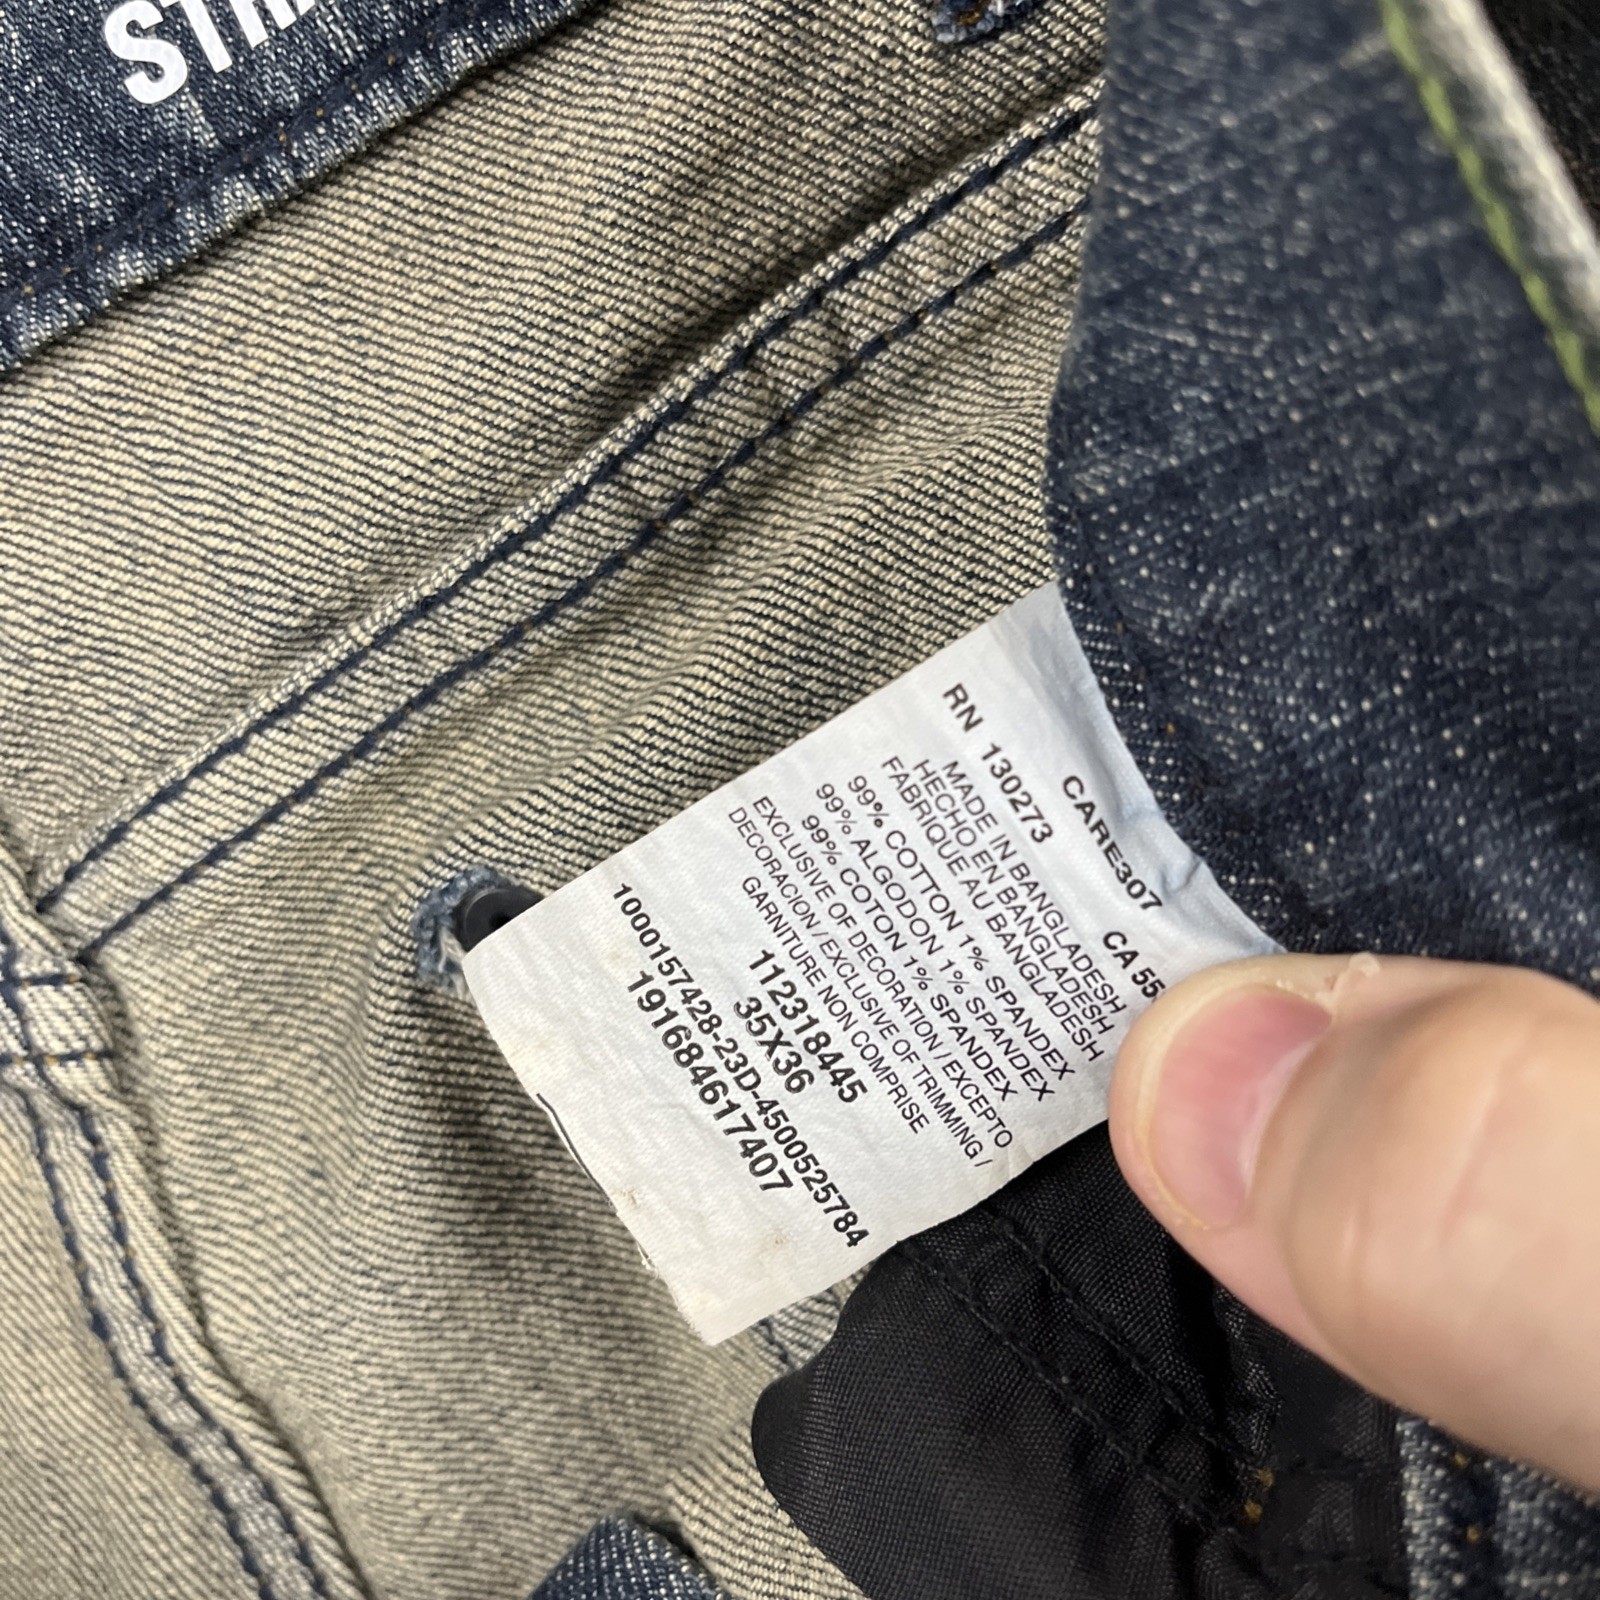 RN 130273
CARE307
CA
MADE IN BANGLADESH
HECHO EN BANGLADESH
FABRIQUE AU BANGLADESH
99% COTTON 1% SPANDEX
99% ALGODON 1% SPANDEX
99% COTON 1% SPANDEX
EXCLUSIVE OF DECORATION / EXCEPTO
DECORACION / EXCLUSIVE OF TRIMMING /
GARNITURE NON COMPRISE
112318445
35X36
1000157428-23D-4500525784
191684617407